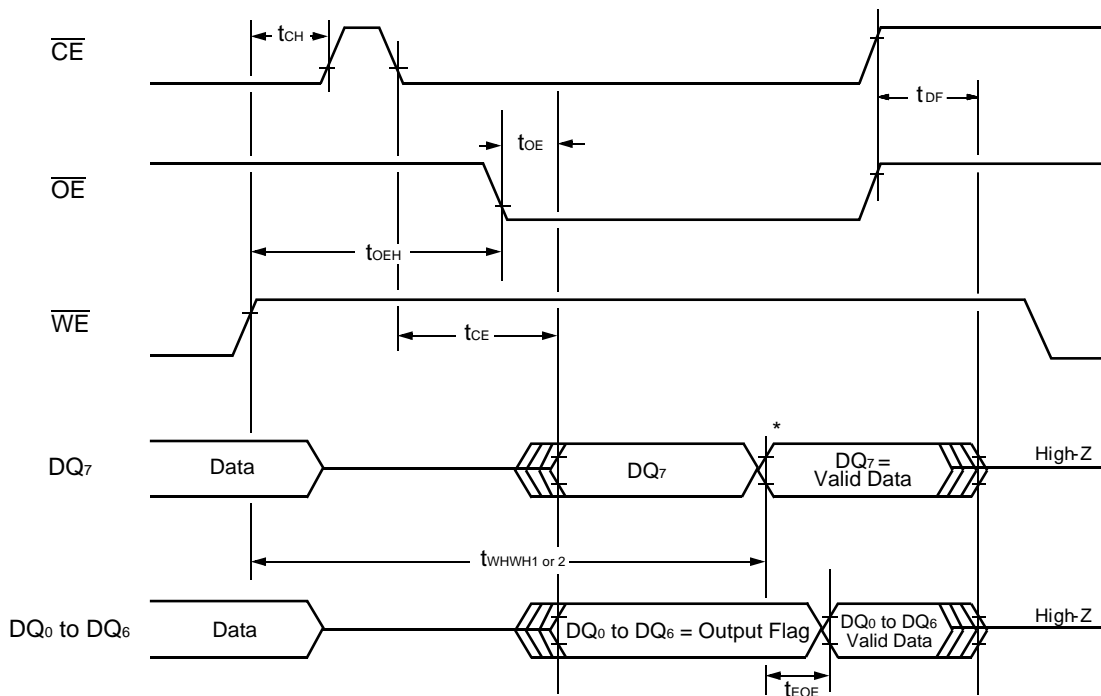 CE
tCH
tDF
tOE
OE
tOEH
WE
tCE
*
DQ7
Data
DQ7
DQ7 =
Valid Data
High-Z
tWHWH1 or 2
DQ0 to DQ6
Data
DQ0 to DQ6 = Output Flag
DQ0 to DQ6
Valid Data
High-Z
tEOE